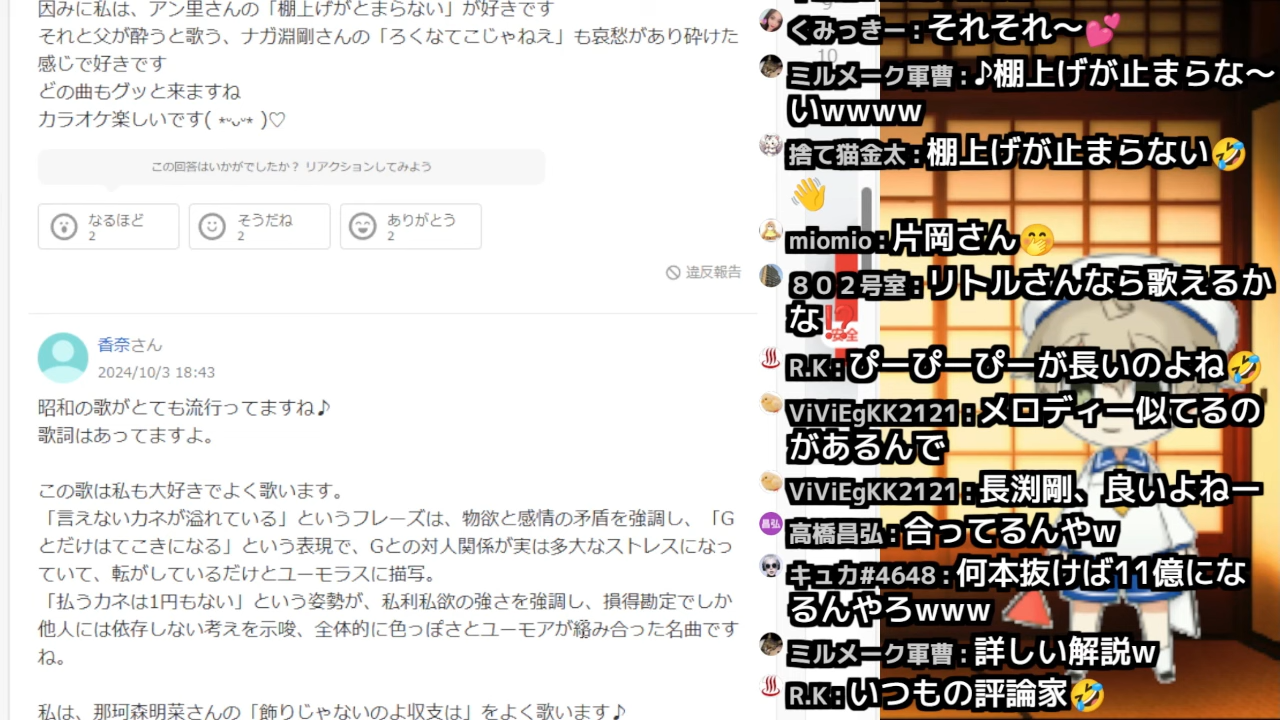 因みに私は、アン里さんの「棚上げがとまらない」が好きです
それと父が酔うと歌う、ナガ淵剛さんの「ろくなてこじゃねえ」も哀愁があり砕けた
感じで好きです
どの曲もグッと来ますね
カラオケ楽しいです( *ᵕᴗᵕ* )♡
この回答はいかがでしたか？ リアクションしてみよう
なるほど
2
そうだね
2
ありがとう
2
違反報告
香奈さん
2024/10/3 18:43
昭和の歌がとても流行ってますね♪
歌詞はあってますよ。
この歌は私も大好きでよく歌います。
「言えないカネが溢れている」というフレーズは、物欲と感情の矛盾を強調し、「G
とだけはてごきになる」という表現で、Gとの対人関係が実は多大なストレスになっ
ていて、転がしているだけとユーモラスに描写。
「払うカネは1円もない」という姿勢が、私利私欲の強さを強調し、損得勘定でしか
他人には依存しない考えを示唆、全体的に色っぽさとユーモアが絡み合った名曲です
ね。
私は、那珂森明菜さんの「飾りじゃないのよ収支は」をよく歌います♪
10
くみっきー : それそれ〜💕
ミルメーク軍曹 : ♪棚上げが止まらな〜
いwwww
捨て猫金太 : 棚上げが止まらない🤣
👋
miomio : 片岡さん🤭
８０２号室 : リトルさんなら歌えるか
な⁉️
安全
R.K : ぴーぴーぴーが長いのよね🤣
ViViEgKK2121 : メロディー似てるの
があるんで
ViViEgKK2121 : 長渕剛、良いよねー
昌弘
高橋昌弘 : 合ってるんやw
キュカ#4648 : 何本抜けば11億にな
るんやろwww
ミルメーク軍曹 : 詳しい解説w
R.K : いつもの評論家🤣